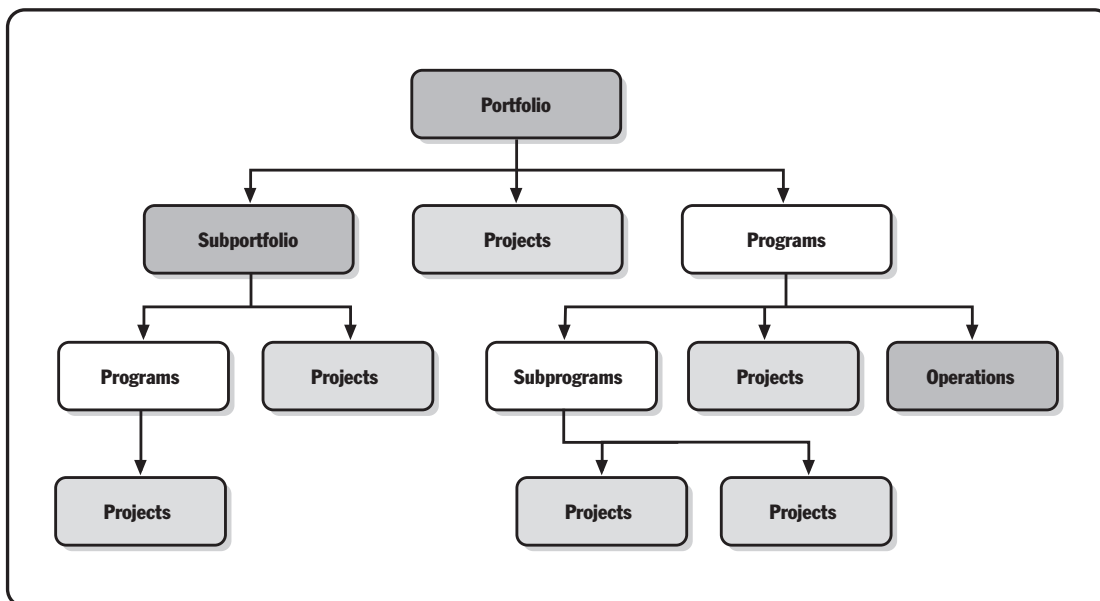 Portfolio
Subportfolio
Projects
Programs
Programs
Projects
Subprograms
Projects
Operations
Projects
Projects
Projects